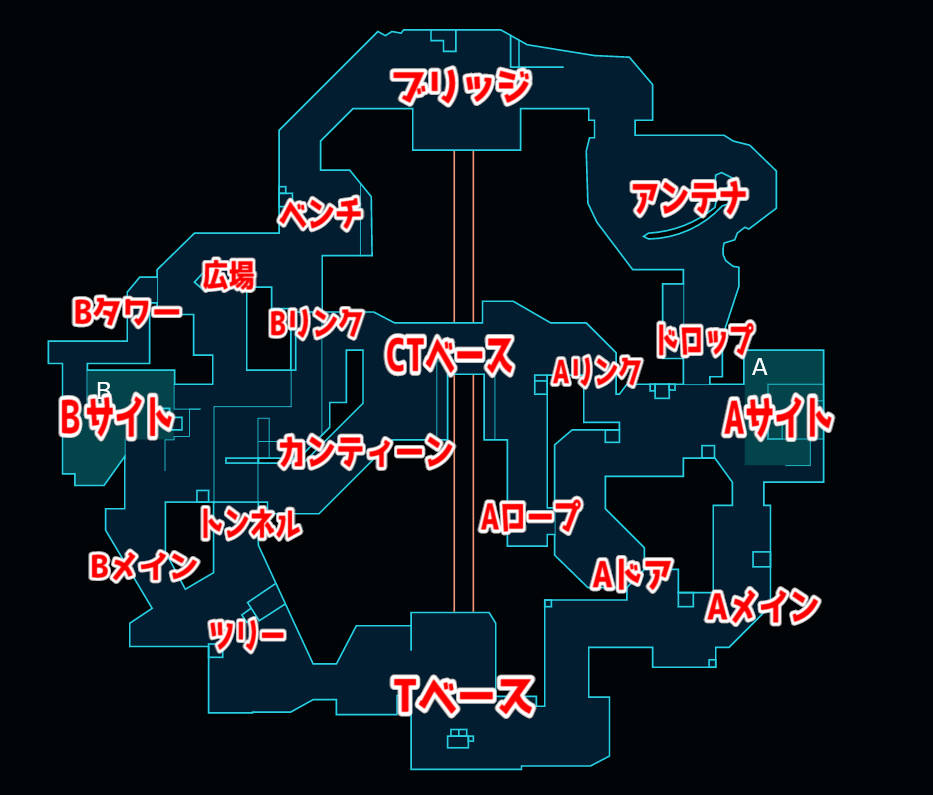 ブリッジ
アンテナ
ベンチ
広場
Bタワー
Bリンク
CTベース
ドロップ
Aリンク
A
B
Bサイト
Aサイト
カンティーン
Aロープ
トンネル
Bメイン
Aドア
Aメイン
ツリー
Tベース